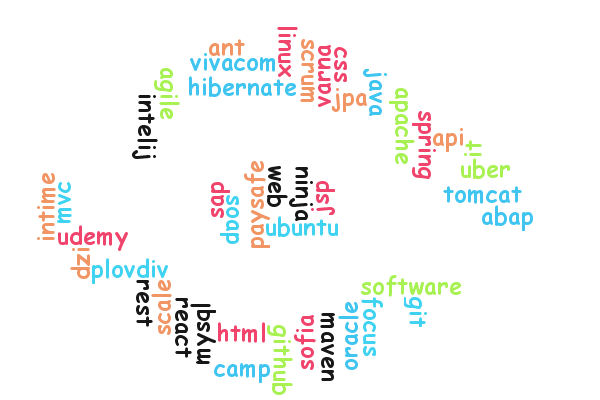 linux
ant
scrum
css
varna
vivacom
hibernate
agile
java
jpa
intelij
apache
spring
api
it
uber
paysafe
web
ninja
jsp
intime
mvc
sap
soap
tomcat
abap
ubuntu
udemy
dzi
plovdiv
rest
scale
software
react
mysql
git
focus
oracle
html
github
sofia
maven
camp